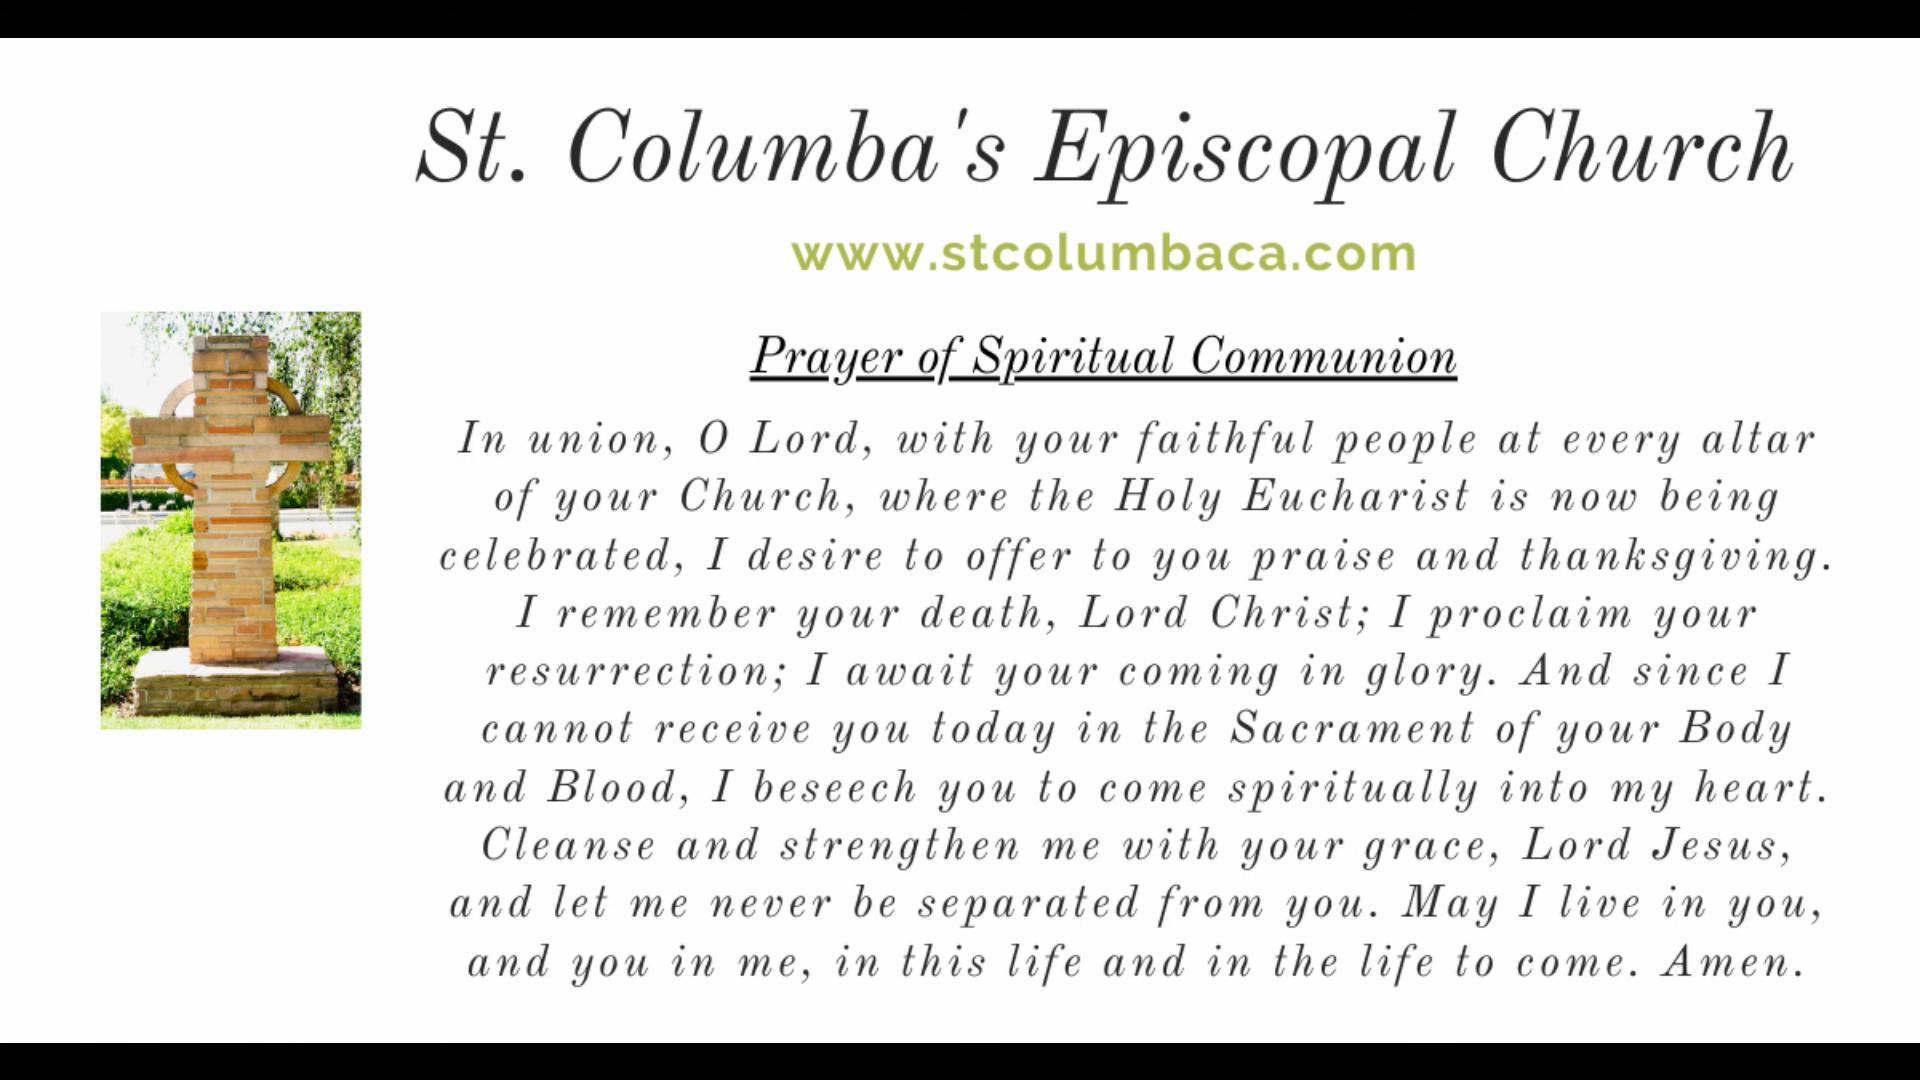 St. Columba's Episcopal Church
www.stcolumbaca.com
Prayer of Spiritual Communion
In union, O Lord, with your faithful people at every altar
of your Church, where the Holy Eucharist is now being
celebrated, I desire to offer to you praise and thanksgiving.
I remember your death, Lord Christ; I proclaim your
resurrection; I await your coming in glory. And since I
cannot receive you today in the Sacrament of your Body
and Blood, I beseech you to come spiritually into my heart.
Cleanse and strengthen me with your grace, Lord Jesus,
and let me never be separated from you. May I live in you,
and you in me, in this life and in the life to come. Amen.